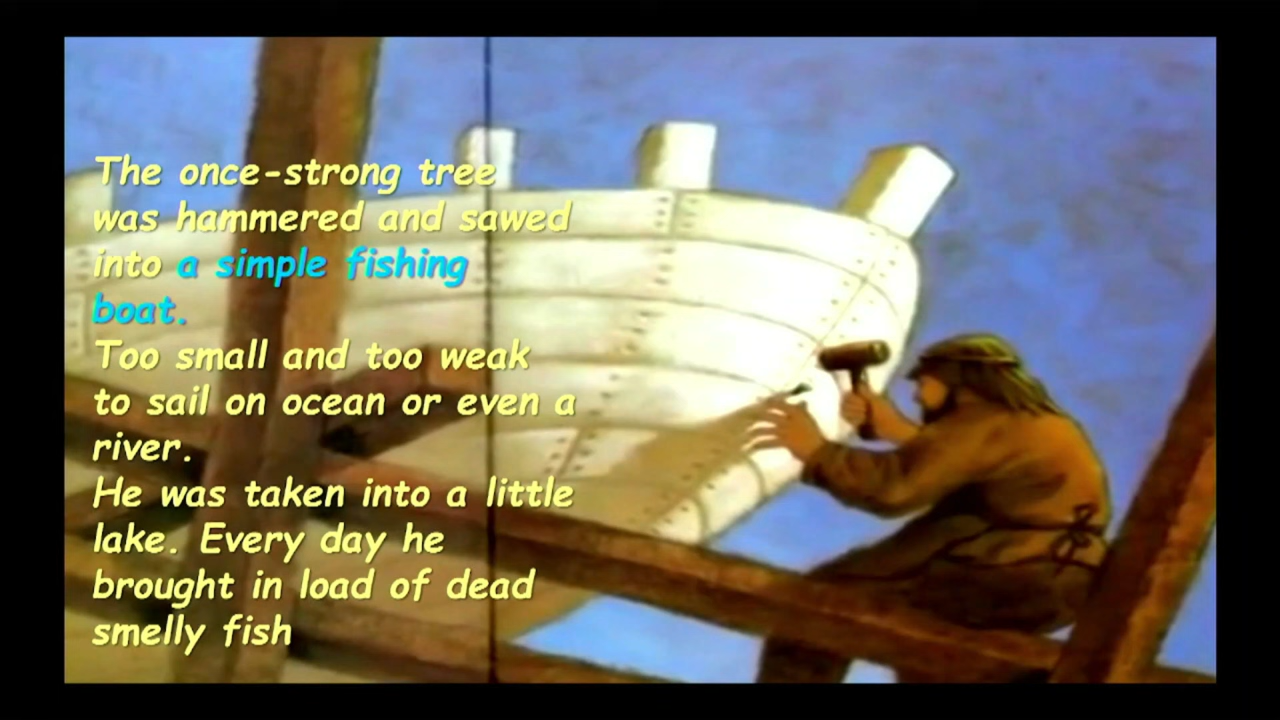 The once-strong tree
was hammered and sawed
into a simple fishing
boat.
Too small and too weak
to sail on ocean or even a
river.
He was taken into a little
lake. Every day he
brought in load of dead
smelly fish